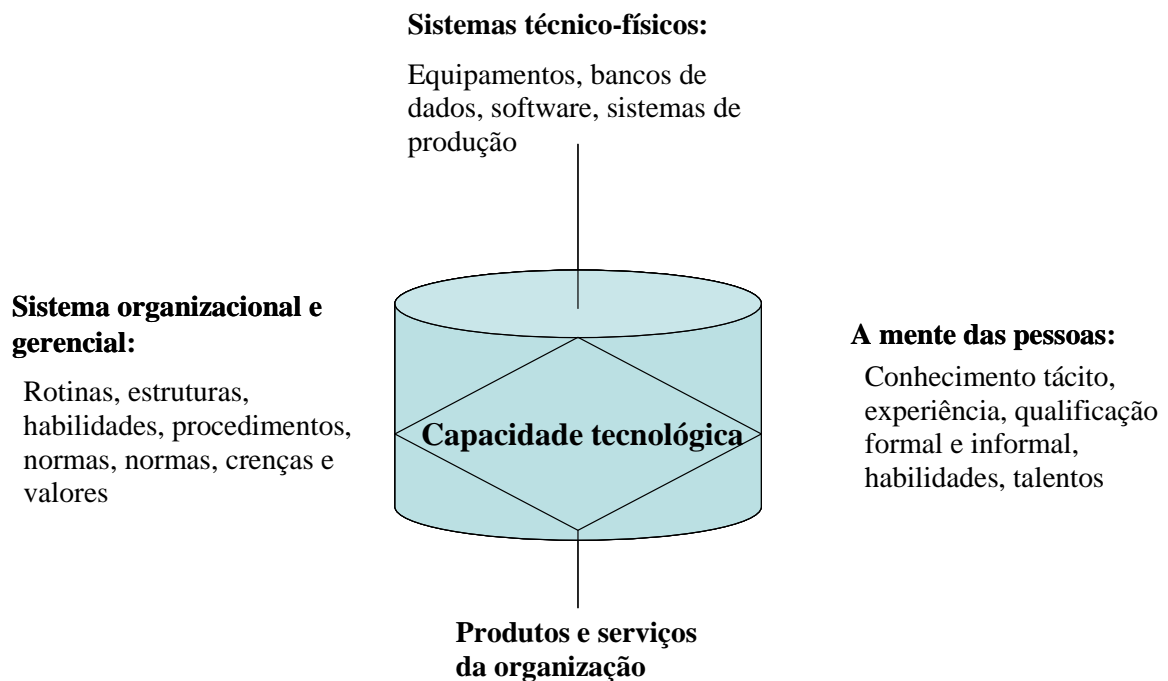 Sistemas técnico-físicos:
Equipamentos, bancos de
dados, software, sistemas de
produção
Sistema organizacional e
gerencial:
Rotinas, estruturas,
habilidades, procedimentos,
normas, normas, crenças e
valores
Capacidade tecnológica
A mente das pessoas:
Conhecimento tácito,
experiência, qualificação
formal e informal,
habilidades, talentos
Produtos e serviços
da organização